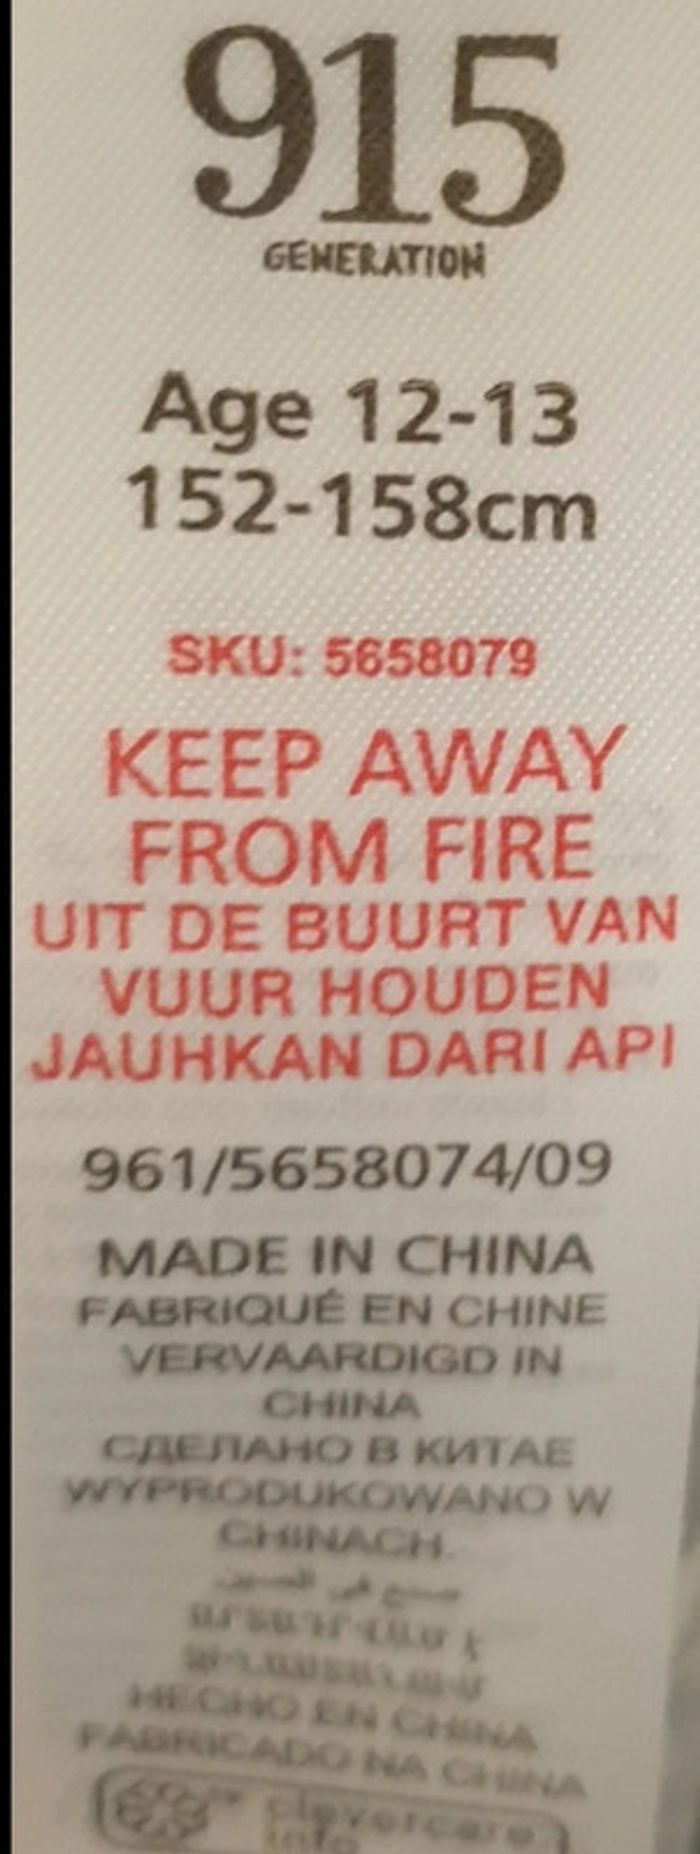 915
GENERATION
Age 12-13
152-158cm
SKU: 5658079
KEEP AWAY
FROM FIRE
UIT DE BUURT VAN
VUUR HOUDEN
JAUHKAN DARI API
961/5658074/09
MADE IN CHINA
FABRIQUÉ EN CHINE
VERVAARDIGD IN
CHINA
СДЕЛАНО В КИТАЕ
WYPRODUKOWANO W
CHINACH.
صنع في الصين
HECHO EN CHINA
FABRICADO NA CHINA
clevercare
info